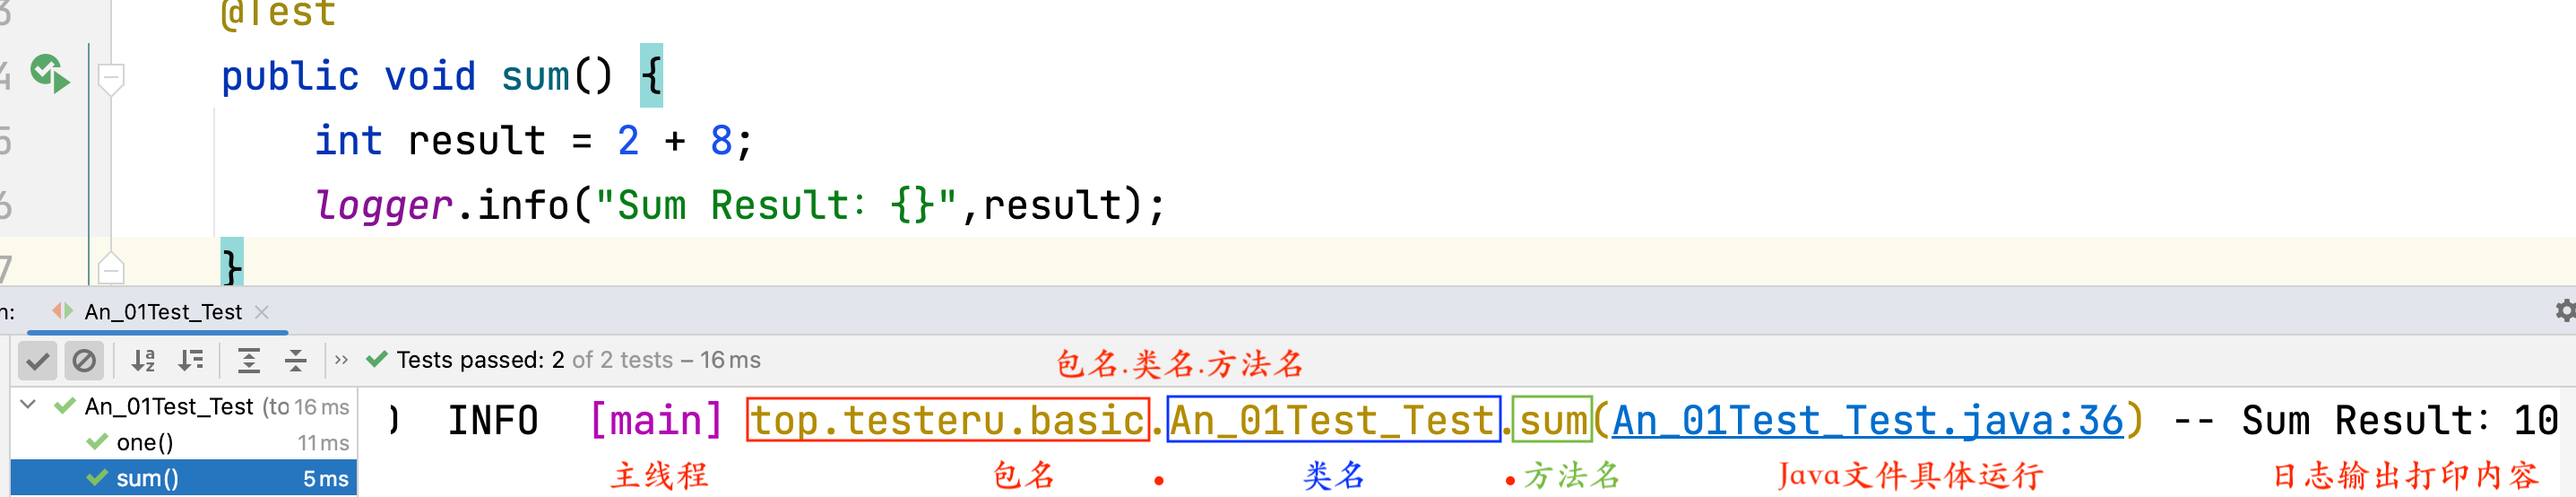 3 @Test
4 public void sum() {
5 int result = 2 + 8;
6 logger.info("Sum Result: {}",result);
7 }
n: An_01Test_Test
Tests passed: 2 of 2 tests – 16 ms
包名.类名.方法名
An_01Test_Test (to 16 ms
) INFO [main] top.testeru.basic.An_01Test_Test.sum(An_01Test_Test.java:36) -- Sum Result: 10
one() 11 ms
sum() 5 ms
主线程 包名 . 类名 .方法名 Java文件具体运行 日志输出打印内容